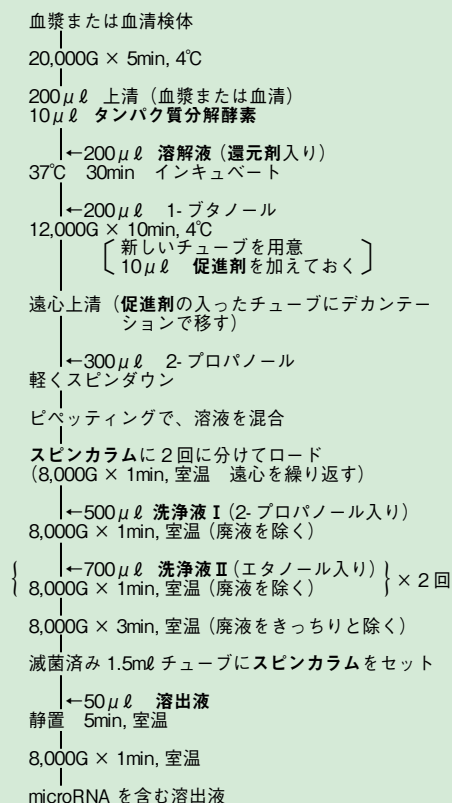 血漿または血清検体
20,000G × 5min, 4℃
200μℓ 上清（血漿または血清）
10μℓ タンパク質分解酵素
←200μℓ 溶解液（還元剤入り）
37℃ 30min インキュベート
←200μℓ 1-ブタノール
12,000G × 10min, 4℃
新しいチューブを用意
10μℓ 促進剤を加えておく
遠心上清（促進剤の入ったチューブにデカンテー
ションで移す）
←300μℓ 2-プロパノール
軽くスピンダウン
ピペッティングで、溶液を混合
スピンカラムに2回に分けてロード
(8,000G × 1min, 室温 遠心を繰り返す)
←500μℓ 洗浄液Ⅰ(2-プロパノール入り)
8,000G × 1min, 室温（廃液を除く）
←700μℓ 洗浄液Ⅱ(エタノール入り)
8,000G × 1min, 室温（廃液を除く） ×2回
8,000G × 3min, 室温（廃液をきっちりと除く）
滅菌済み 1.5mℓ チューブにスピンカラムをセット
←50μℓ 溶出液
静置 5min, 室温
8,000G × 1min, 室温
microRNA を含む溶出液